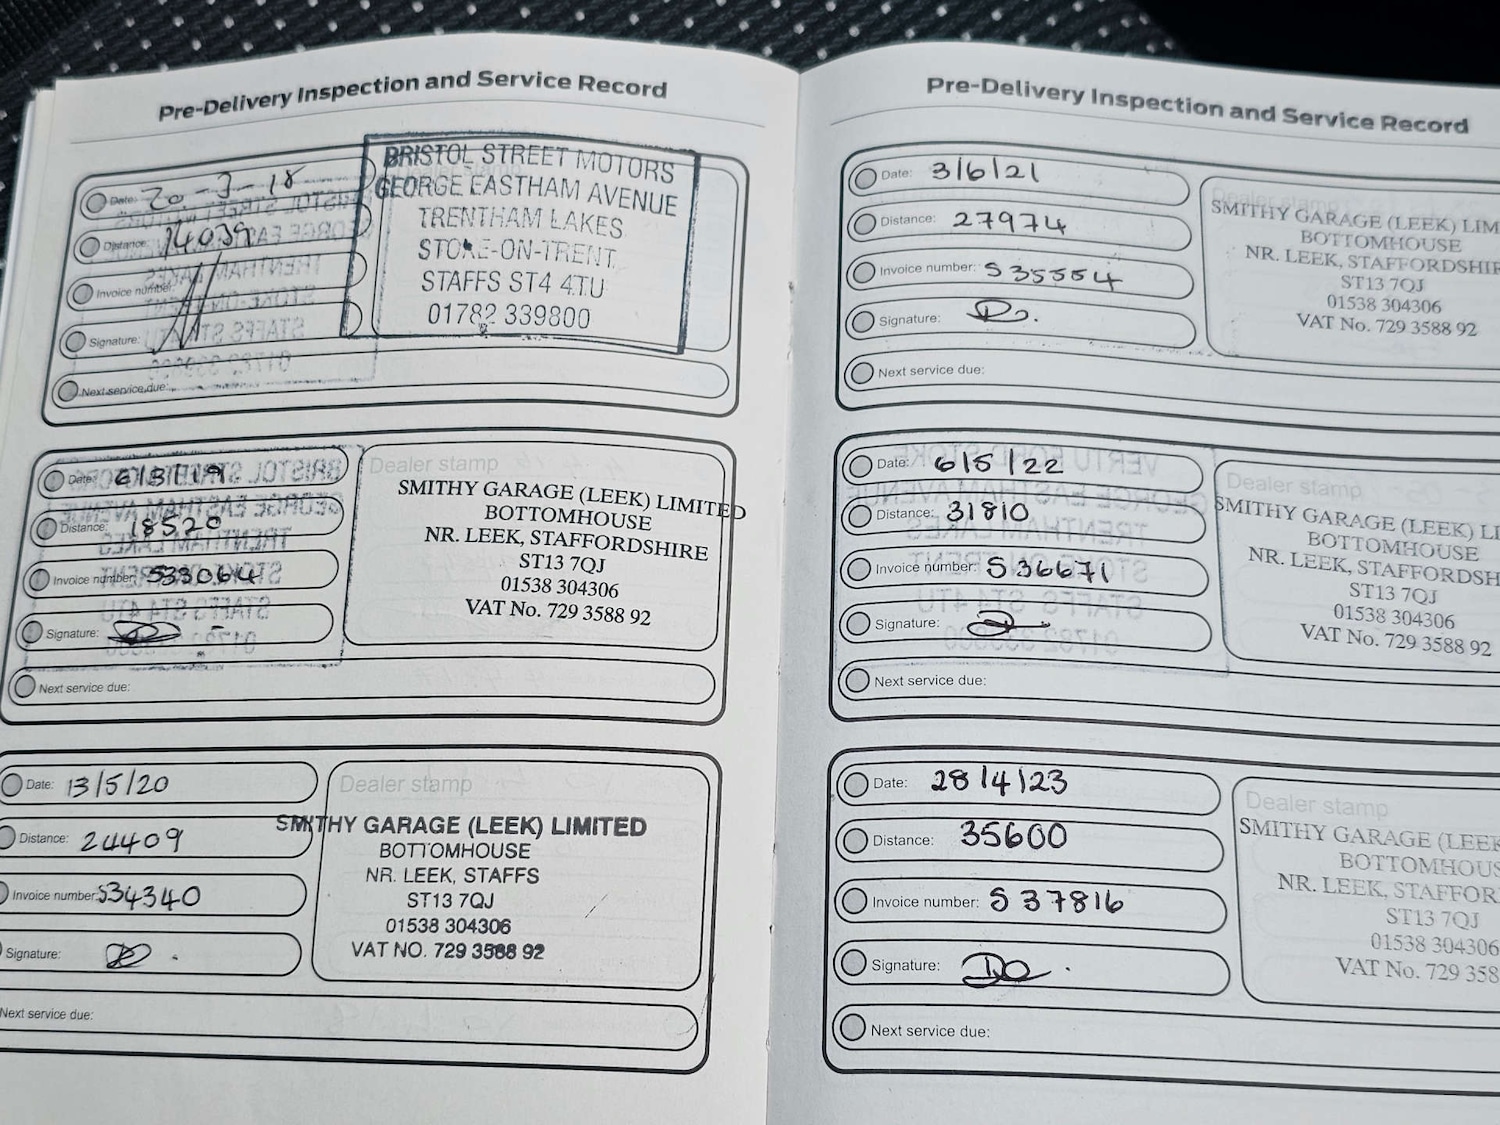 Pre-Delivery Inspection and Service Record
Date: 20-3-18
Distance: 14039
Invoice number:
Signature:
Next service due:
BRISTOL STREET MOTORS
GEORGE EASTHAM AVENUE
TRENTHAM LAKES
STOKE-ON-TRENT
STAFFS ST4 4TU
01782 339800
Date: 6/3/19
Distance: 18520
Invoice number: S33064
Signature:
Next service due:
Dealer stamp
SMITHY GARAGE (LEEK) LIMITED
BOTTOMHOUSE
NR. LEEK, STAFFORDSHIRE
ST13 7QJ
01538 304306
VAT No. 729 3588 92
Date: 13/5/20
Distance: 24409
Invoice number: S34340
Signature:
Next service due:
Dealer stamp
SMITHY GARAGE (LEEK) LIMITED
BOTTOMHOUSE
NR. LEEK, STAFFS
ST13 7QJ
01538 304306
VAT NO. 729 3588 92
Pre-Delivery Inspection and Service Record
Date: 3/6/21
Distance: 27974
Invoice number: S35554
Signature:
Next service due:
Dealer stamp
SMITHY GARAGE (LEEK) LIM
BOTTOMHOUSE
NR. LEEK, STAFFORDSHIR
ST13 7QJ
01538 304306
VAT No. 729 3588 92
Date: 6/5/22
Distance: 31810
Invoice number: S36671
Signature:
Next service due:
Dealer stamp
SMITHY GARAGE (LEEK) LI
BOTTOMHOUSE
NR. LEEK, STAFFORDSH
ST13 7QJ
01538 304306
VAT No. 729 3588 92
Date: 28/4/23
Distance: 35600
Invoice number: S37816
Signature:
Next service due:
Dealer stamp
SMITHY GARAGE (LEEK
BOTTOMHOUS
NR. LEEK, STAFFOR
ST13 7QJ
01538 304306
VAT No. 729 358